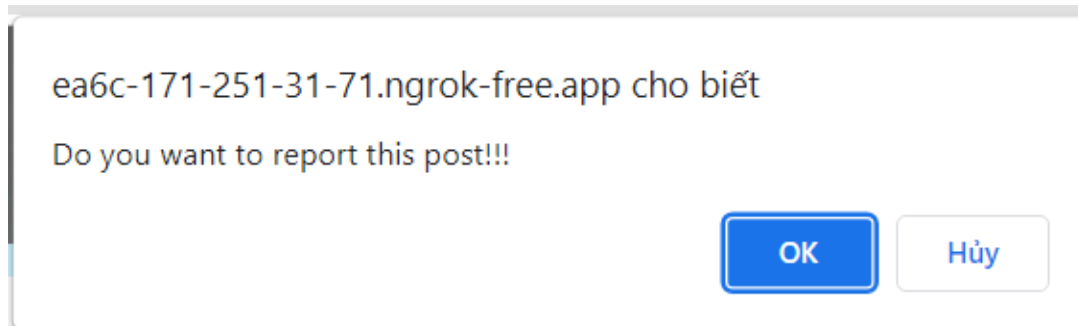 ea6c-171-251-31-71.ngrok-free.app cho biết
Do you want to report this post!!!
OK Hủy